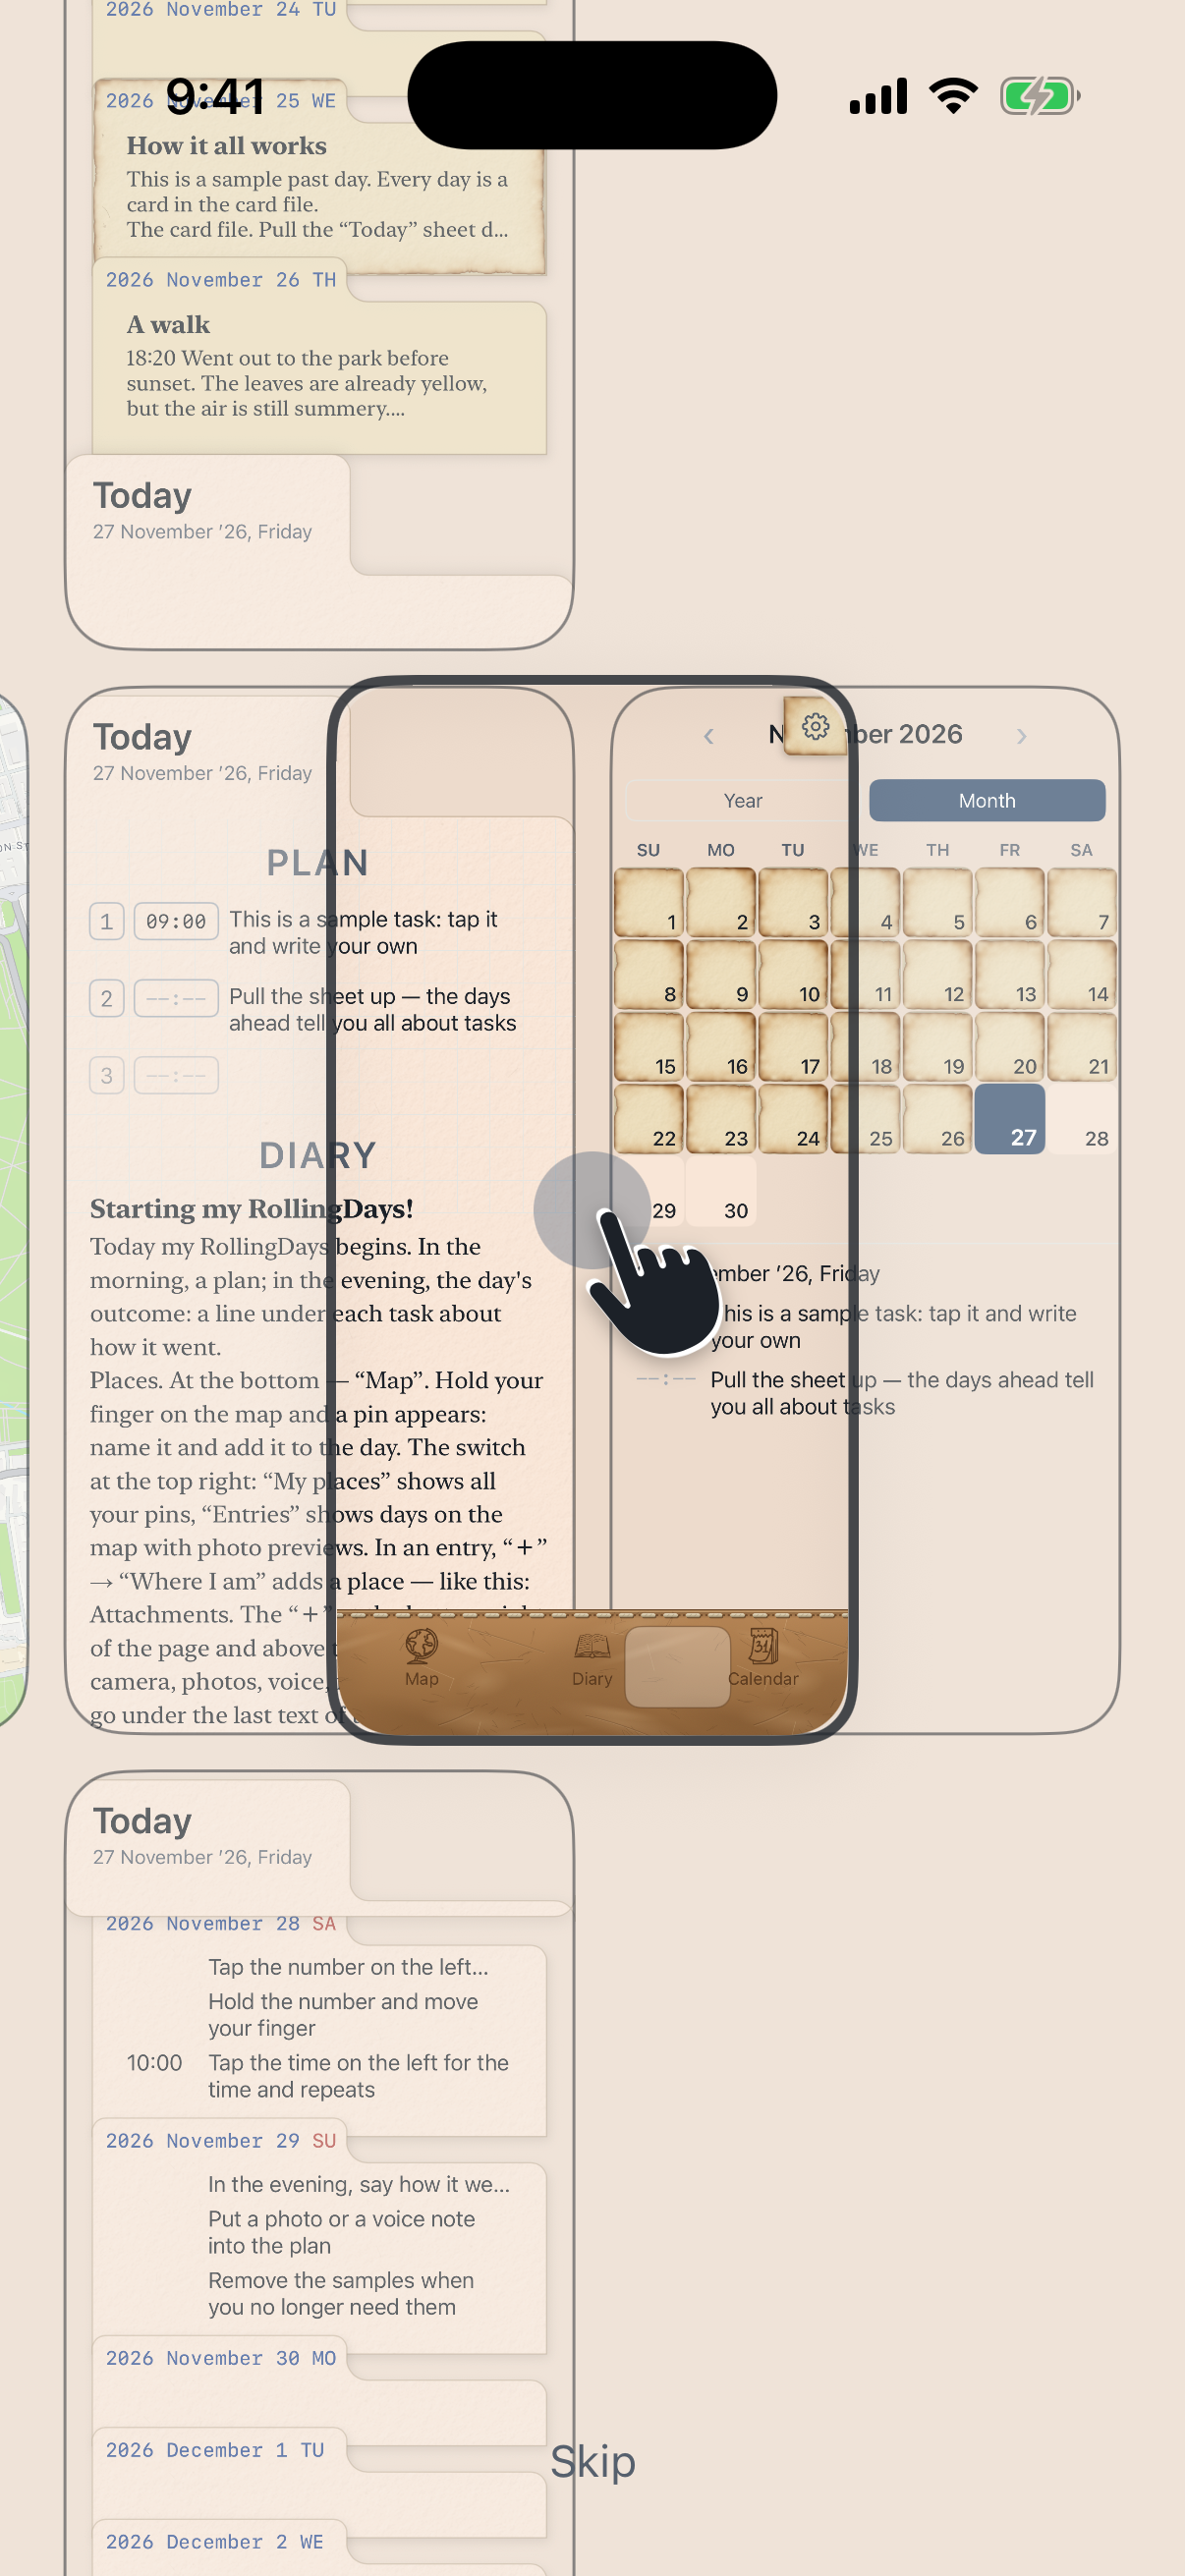 2026 November 24 TU
9:41
2026 November 25 WE
How it all works
This is a sample past day. Every day is a
card in the card file.
The card file. Pull the “Today” sheet d...
2026 November 26 TH
A walk
18:20 Went out to the park before
sunset. The leaves are already yellow,
but the air is still summery....
Today
27 November ’26, Friday
Today
27 November ’26, Friday
PLAN
1 09:00 This is a sample task: tap it
and write your own
2 --:-- Pull the sheet up — the days
ahead tell you all about tasks
3 --:--
DIARY
Starting my RollingDays!
Today my RollingDays begins. In the
morning, a plan; in the evening, the day's
outcome: a line under each task about
how it went.
Places. At the bottom — “Map”. Hold your
finger on the map and a pin appears:
name it and add it to the day. The switch
at the top right: “My places” shows all
your pins, “Entries” shows days on the
map with photo previews. In an entry, “+”
→ “Where I am” adds a place — like this:
Attachments. The “+”
of the page and above
camera, photos, voice,
go under the last text of
‹ 2026 ›
Year Month
SU MO TU WE TH FR SA
1 2 3 4 5 6 7
8 9 10 11 12 13 14
15 16 17 18 19 20 21
22 23 24 25 26 27 28
29 30
’26, Friday
This is a sample task: tap it and write
your own
--:-- Pull the sheet up — the days ahead tell
you all about tasks
Map Diary Calendar
31
Today
27 November ’26, Friday
2026 November 28 SA
Tap the number on the left...
Hold the number and move
your finger
10:00 Tap the time on the left for the
time and repeats
2026 November 29 SU
In the evening, say how it we...
Put a photo or a voice note
into the plan
Remove the samples when
you no longer need them
2026 November 30 MO
2026 December 1 TU
Skip
2026 December 2 WE